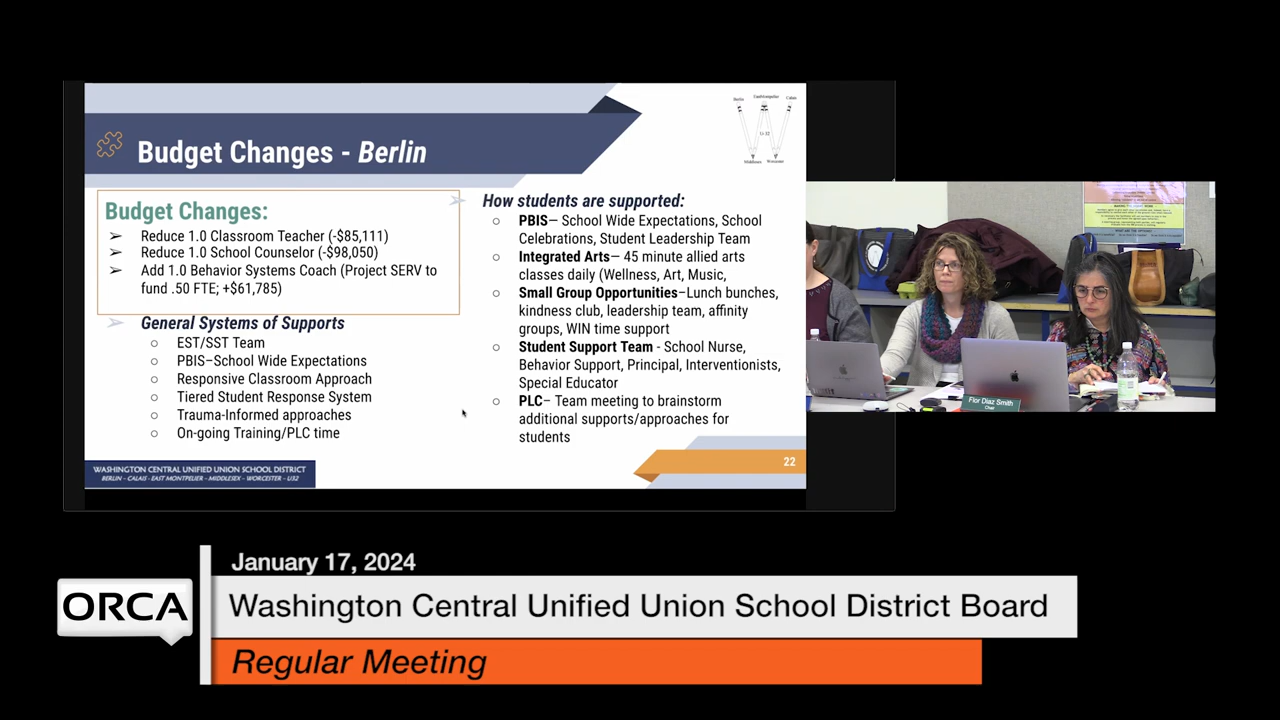 Budget Changes - Berlin
Berlin
EastMontpelier
Calais
U-32
Middlesex
Worcester
Budget Changes:
➢ Reduce 1.0 Classroom Teacher (-$85,111)
➢ Reduce 1.0 School Counselor (-$98,050)
➢ Add 1.0 Behavior Systems Coach (Project SERV to
fund .50 FTE; +$61,785)
➢ General Systems of Supports
○ EST/SST Team
○ PBIS–School Wide Expectations
○ Responsive Classroom Approach
○ Tiered Student Response System
○ Trauma-Informed approaches
○ On-going Training/PLC time
➢ How students are supported:
○ PBIS— School Wide Expectations, School
Celebrations, Student Leadership Team
○ Integrated Arts— 45 minute allied arts
classes daily (Wellness, Art, Music,
○ Small Group Opportunities–Lunch bunches,
kindness club, leadership team, affinity
groups, WIN time support
○ Student Support Team - School Nurse,
Behavior Support, Principal, Interventionists,
Special Educator
○ PLC– Team meeting to brainstorm
additional supports/approaches for
students
WASHINGTON CENTRAL UNIFIED UNION SCHOOL DISTRICT
BERLIN – CALAIS - EAST MONTPELIER – MIDDLESEX – WORCESTER – U32
22
Flor Diaz Smith
Chair
January 17, 2024
ORCA
Washington Central Unified Union School District Board
Regular Meeting